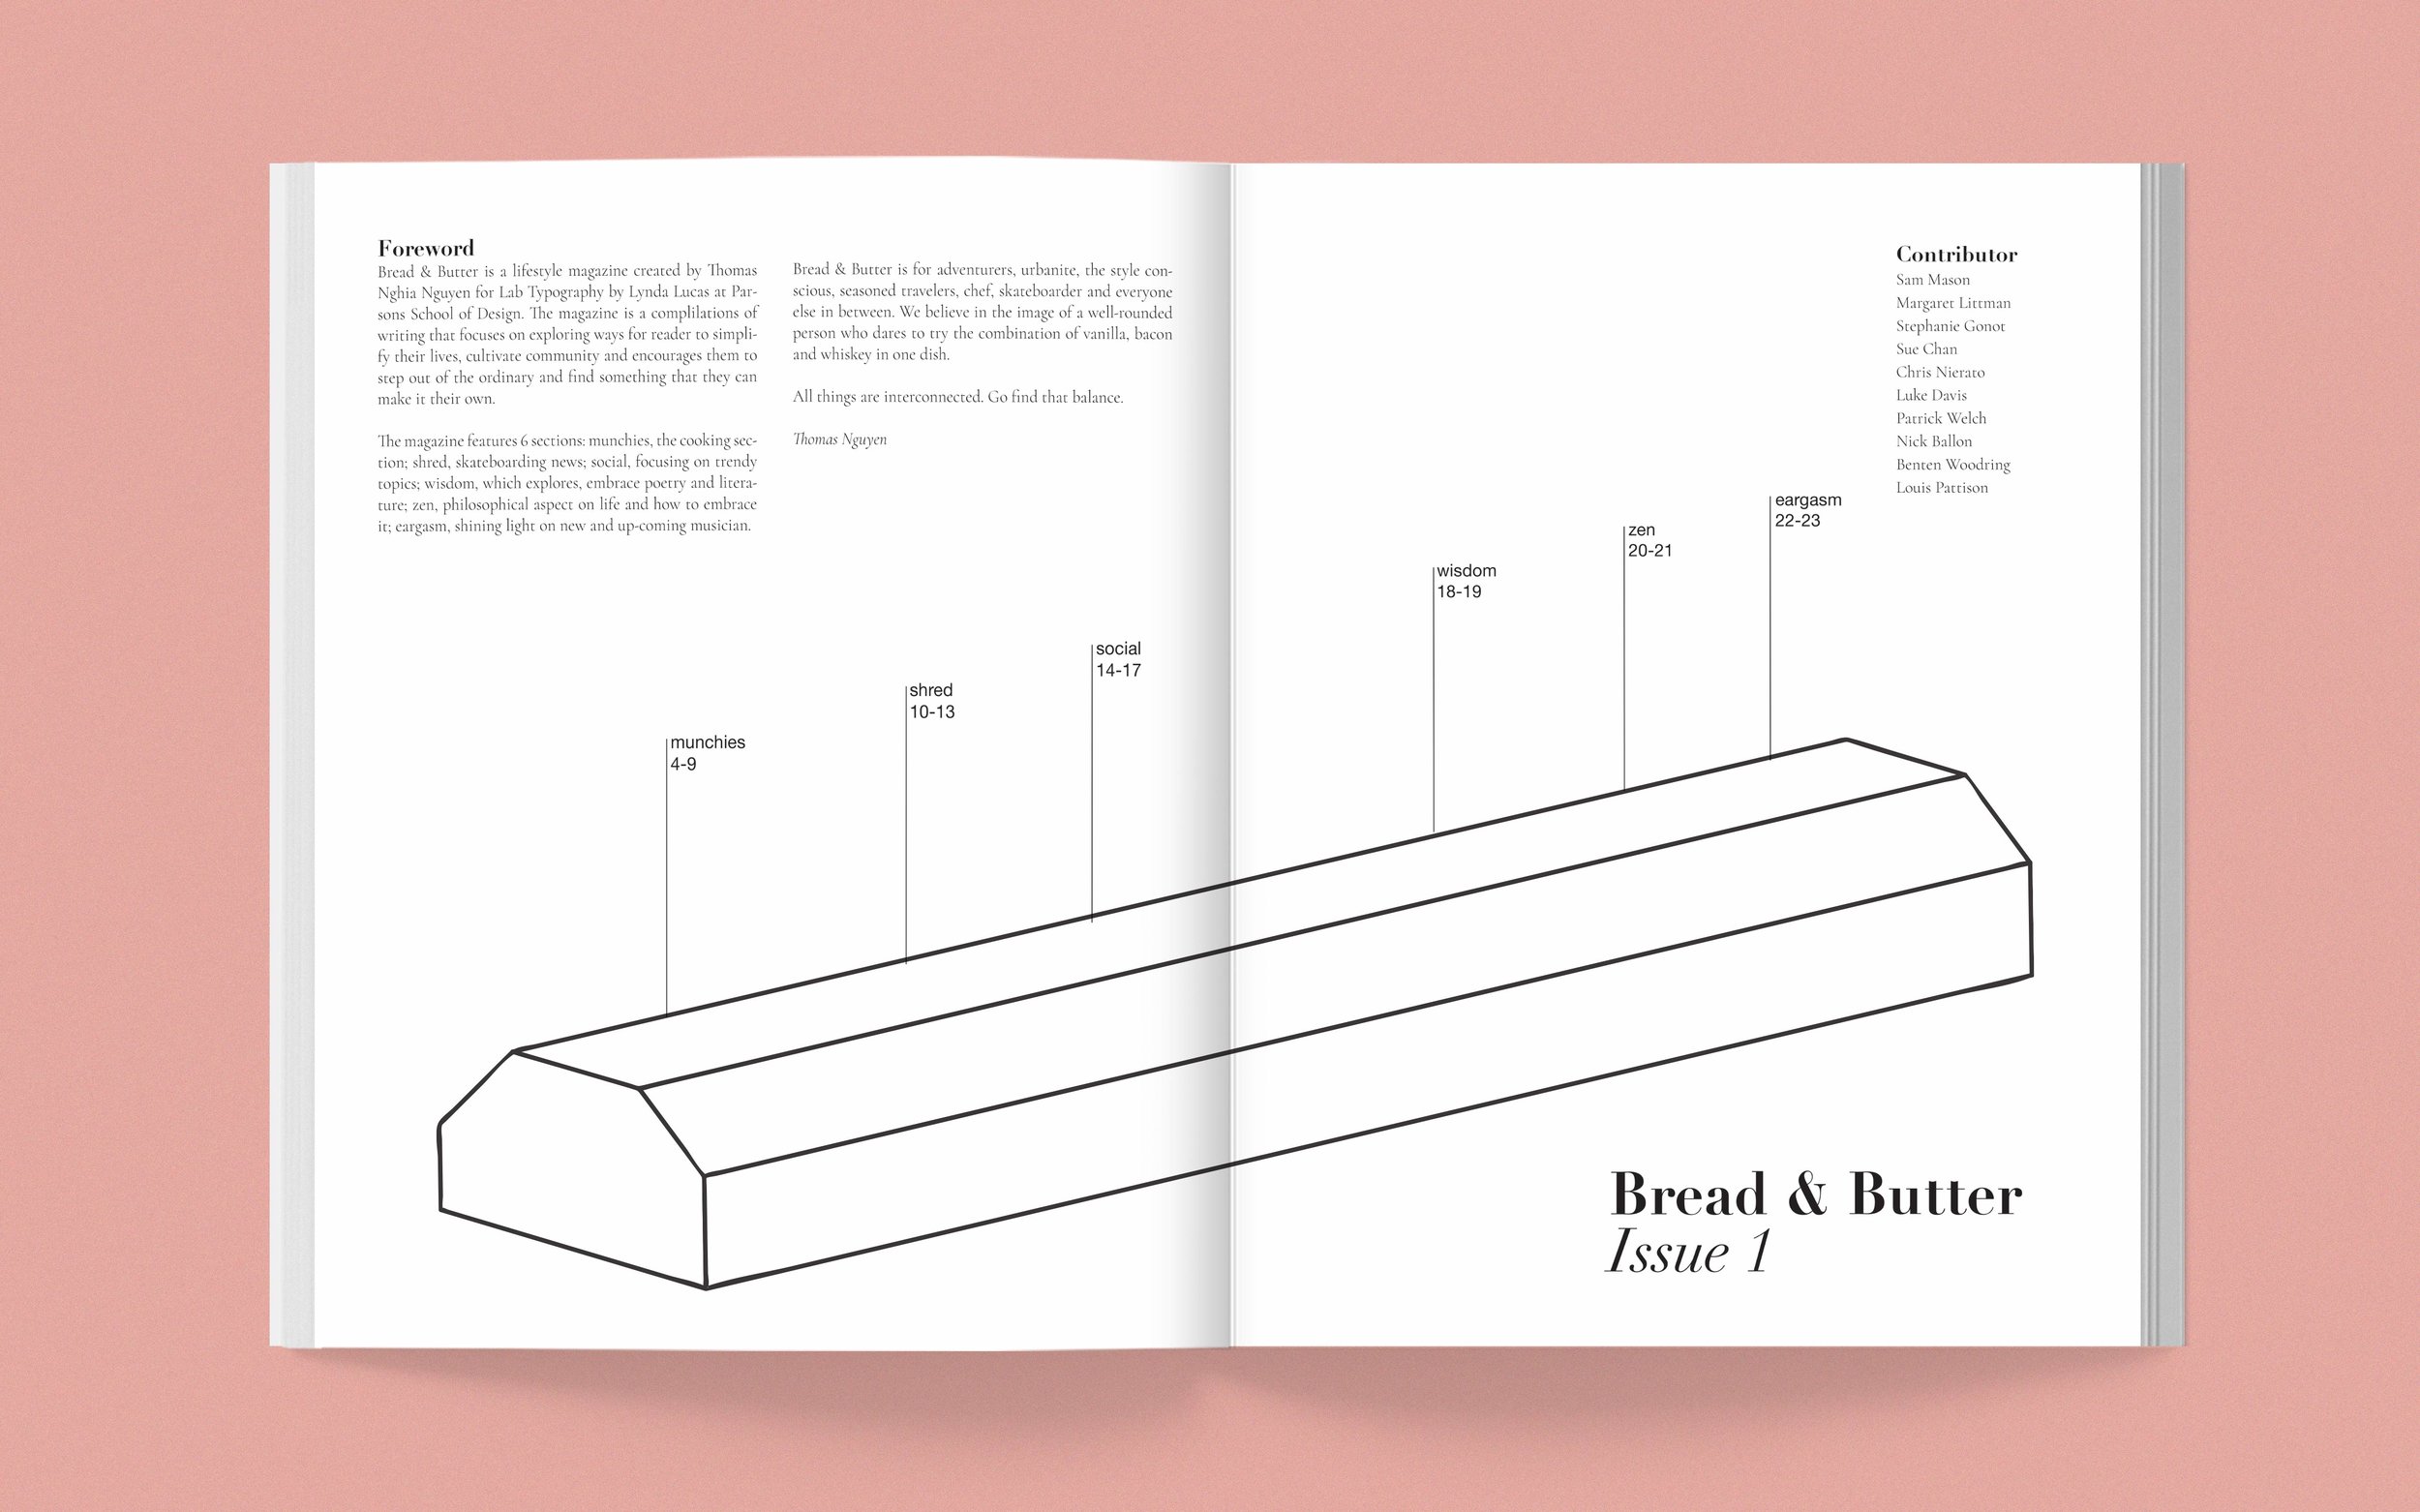 Foreword
Bread & Butter is a lifestyle magazine created by Thomas
Nghia Nguyen for Lab Typography by Lynda Lucas at Par-
sons School of Design. The magazine is a complilations of
writing that focuses on exploring ways for reader to simpli-
fy their lives, cultivate community and encourages them to
step out of the ordinary and find something that they can
make it their own.
The magazine features 6 sections: munchies, the cooking sec-
tion; shred, skateboarding news; social, focusing on trendy
topics; wisdom, which explores, embrace poetry and litera-
ture; zen, philosophical aspect on life and how to embrace
it; eargasm, shining light on new and up-coming musician.
Bread & Butter is for adventurers, urbanite, the style con-
scious, seasoned travelers, chef, skateboarder and everyone
else in between. We believe in the image of a well-rounded
person who dares to try the combination of vanilla, bacon
and whiskey in one dish.
All things are interconnected. Go find that balance.
Thomas Nguyen
munchies
4-9
shred
10-13
social
14-17
Contributor
Sam Mason
Margaret Littman
Stephanie Gonot
Sue Chan
Chris Nierato
Luke Davis
Patrick Welch
Nick Ballon
Benten Woodring
Louis Pattison
wisdom
18-19
zen
20-21
eargasm
22-23
Bread & Butter
Issue 1